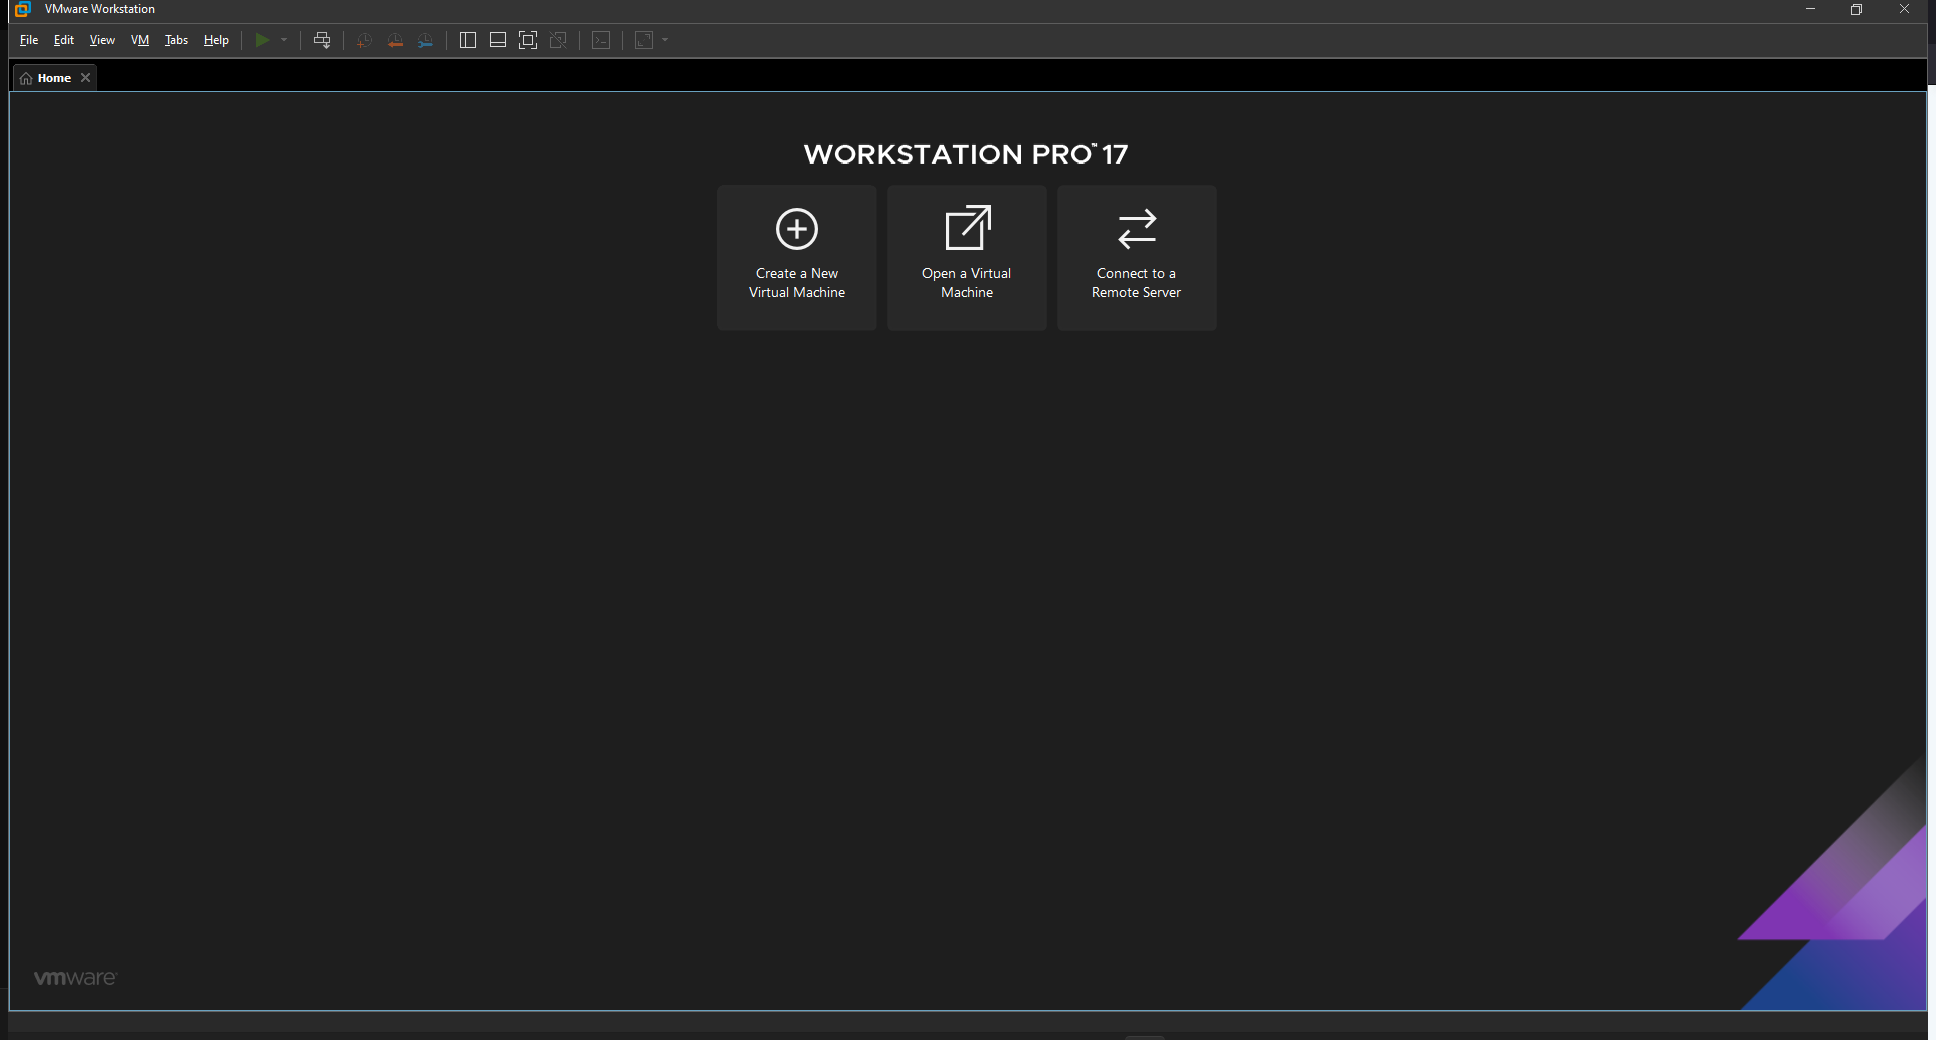 VMware Workstation
File Edit View VM Tabs Help
Home
WORKSTATION PRO™ 17
Create a New
Virtual Machine
Open a Virtual
Machine
Connect to a
Remote Server
vmware®